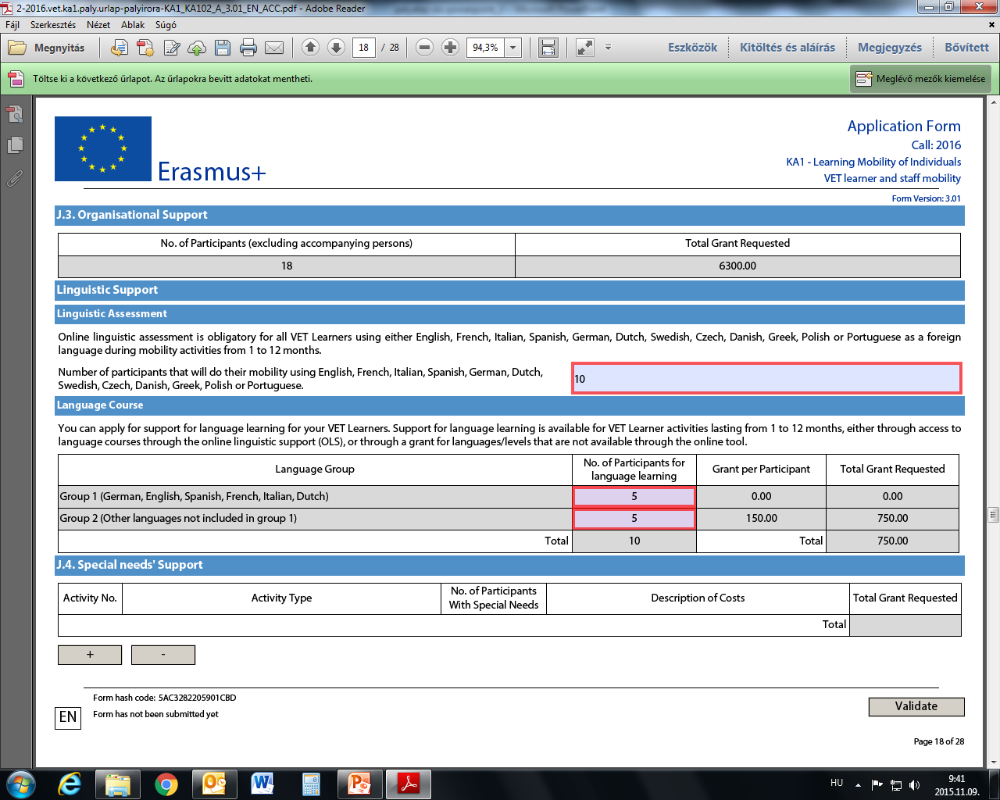 2-2016.vet.ka1.paly.urlap-palyirora-KA1_KA102_A_3.01_EN_ACC.pdf - Adobe Reader
Fájl Szerkesztés Nézet Ablak Súgó
Megnyitás 18 / 28 94,3% Eszközök Kitöltés és aláírás Megjegyzés Bővített
Töltse ki a következő űrlapot. Az űrlapokra bevitt adatokat mentheti. Meglévő mezők kiemelése
Erasmus+
Application Form
Call: 2016
KA1 - Learning Mobility of Individuals
VET learner and staff mobility
Form Version: 3.01
J.3. Organisational Support
No. of Participants (excluding accompanying persons) Total Grant Requested
18 6300.00
Linguistic Support
Linguistic Assessment
Online linguistic assessment is obligatory for all VET Learners using either English, French, Italian, Spanish, German, Dutch, Swedish, Czech, Danish, Greek, Polish or Portuguese as a foreign
language during mobility activities from 1 to 12 months.
Number of participants that will do their mobility using English, French, Italian, Spanish, German, Dutch,
Swedish, Czech, Danish, Greek, Polish or Portuguese.
10
Language Course
You can apply for support for language learning for your VET Learners. Support for language learning is available for VET Learner activities lasting from 1 to 12 months, either through access to
language courses through the online linguistic support (OLS), or through a grant for languages/levels that are not available through the online tool.
Language Group No. of Participants for language learning Grant per Participant Total Grant Requested
Group 1 (German, English, Spanish, French, Italian, Dutch) 5 0.00 0.00
Group 2 (Other languages not included in group 1) 5 150.00 750.00
Total 10 Total 750.00
J.4. Special needs' Support
Activity No. Activity Type No. of Participants With Special Needs Description of Costs Total Grant Requested
Total
+ -
Form hash code: 5AC3282205901CBD
EN Form has not been submitted yet
Validate
Page 18 of 28
HU 9:41
2015.11.09.